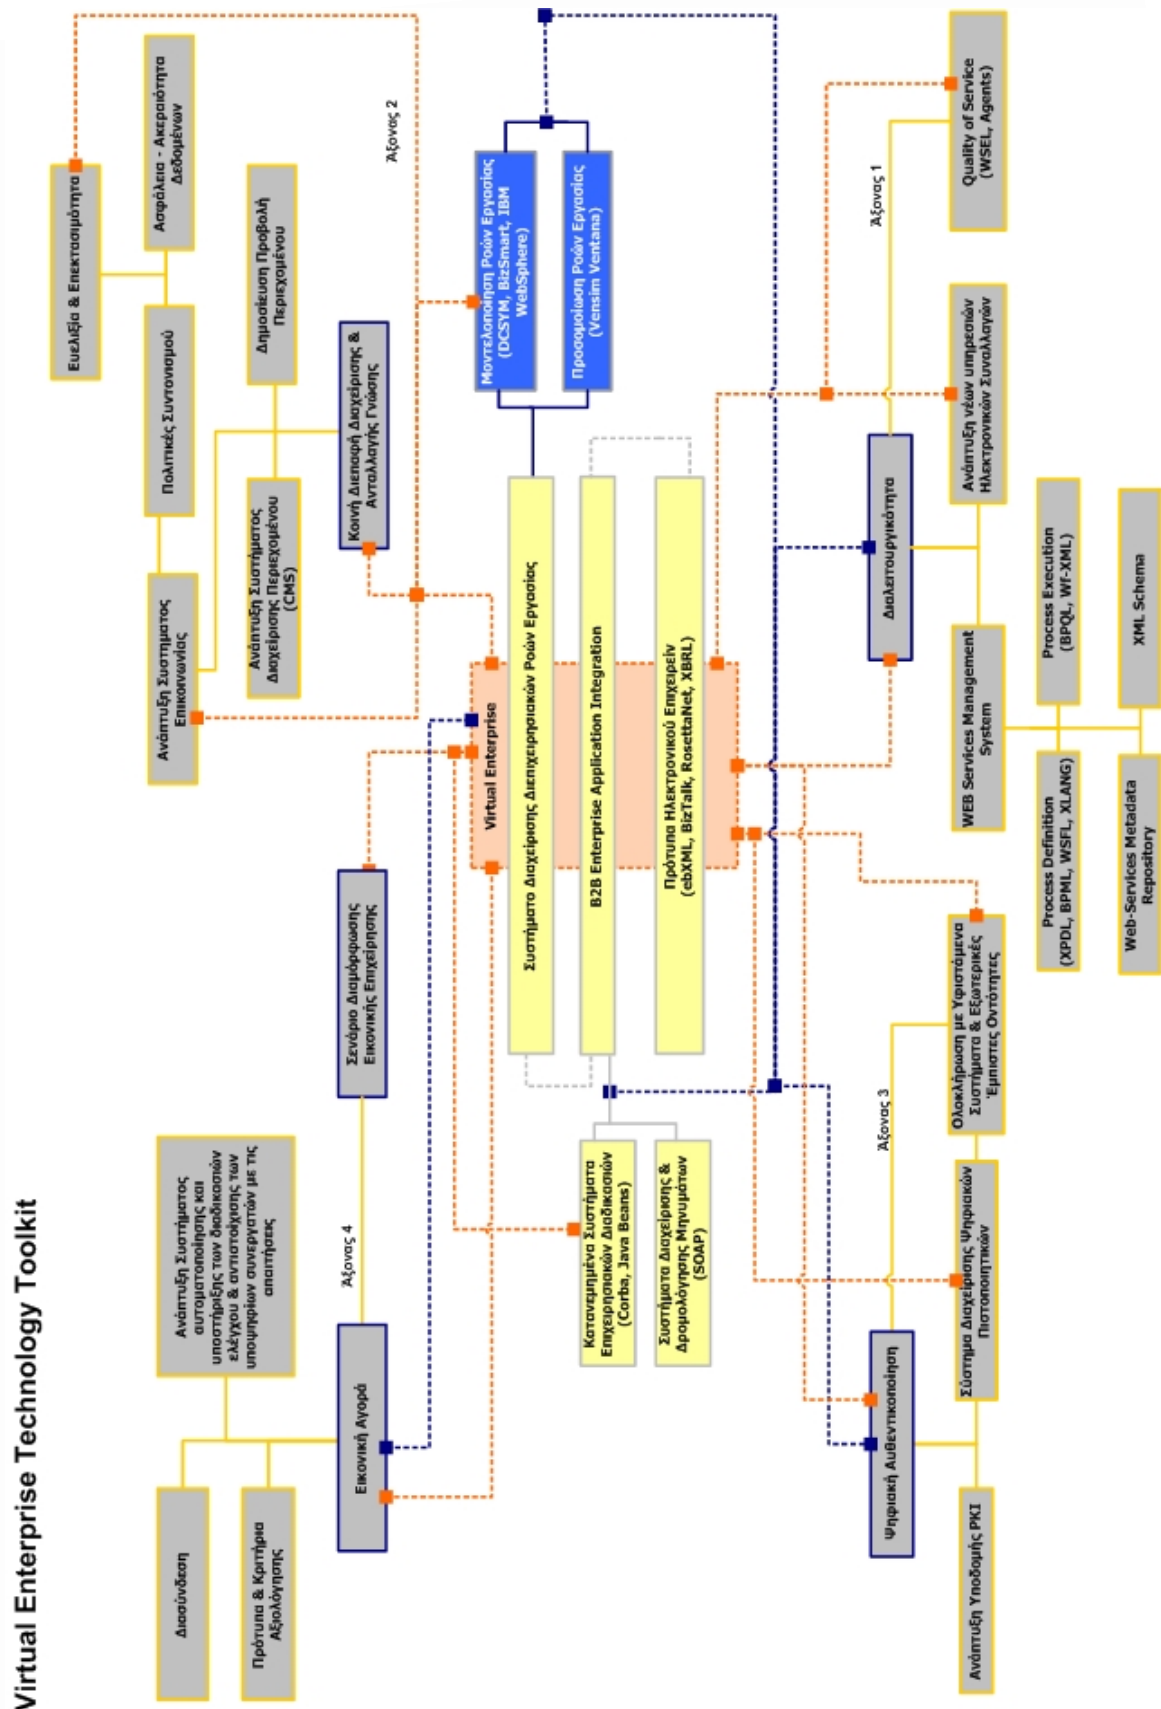 Virtual Enterprise Technology Toolkit
Διασύνδεση
Πρότυπα & Κριτήρια
Αξιολόγησης
Ανάπτυξη Συστήματος
αυτοματοποίησης και
υποστήριξης των διαδικασιών
ελέγχου & αντιστοίχισης των
υποψηφίων συνεργατών με τις
απαιτήσεις
Εικονική Αγορά
Άξονας 4
Σενάριο Διαμόρφωσης
Εικονικής Επιχείρησης
Ανάπτυξη Συστήματος
Επικοινωνίας
Πολιτικές Συντονισμού
Ευελιξία & Επεκτασιμότητα
Ασφάλεια - Ακεραιότητα
Δεδομένων
Ανάπτυξη Συστήματος
Διαχείρισης Περιεχομένου
(CMS)
Δημοσίευση Προβολή
Περιεχομένου
Κοινή Διεπαφή Διαχείρισης &
Ανταλλαγής Γνώσης
Άξονας 2
Virtual Enterprise
Συστήματο Διαχείρισης Διεπιχειρησιακών Ροών Εργασίας
B2B Enterprise Application Integration
Πρότυπα Ηλεκτρονικού Επιχειρείν
(ebXML, BizTalk, RosettaNet, XBRL)
Μοντελοποίηση Ροών Εργασίας
(DCSYM, BizSmart, IBM
WebSphere)
Προσομοίωση Ροών Εργασίας
(Vensim Ventana)
Κατανεμημένα Συστήματα
Επιχειρησιακών Διαδικασιών
(Corba, Java Beans)
Συστήματα Διαχείρισης &
Δρομολόγησης Μηνυμάτων
(SOAP)
Ψηφιακή Αυθεντικοποίηση
Άξονας 3
Ανάπτυξη Υποδομής PKI
Σύστημα Διαχείρισης Ψηφιακών
Πιστοποιητικών
Ολοκλήρωση με Υφιστάμενα
Συστήματα & Εξωτερικές
Έμπιστες Οντότητες
Διαλειτουργικότητα
Άξονας 1
WEB Services Management
System
Ανάπτυξη νέων υπηρεσιών
Ηλεκτρονικών Συναλλαγών
Quality of Service
(WSEL, Agents)
Process Definition
(XPDL, BPML, WSFL, XLANG)
Process Execution
(BPQL, Wf-XML)
Web-Services Metadata
Repository
XML Schema